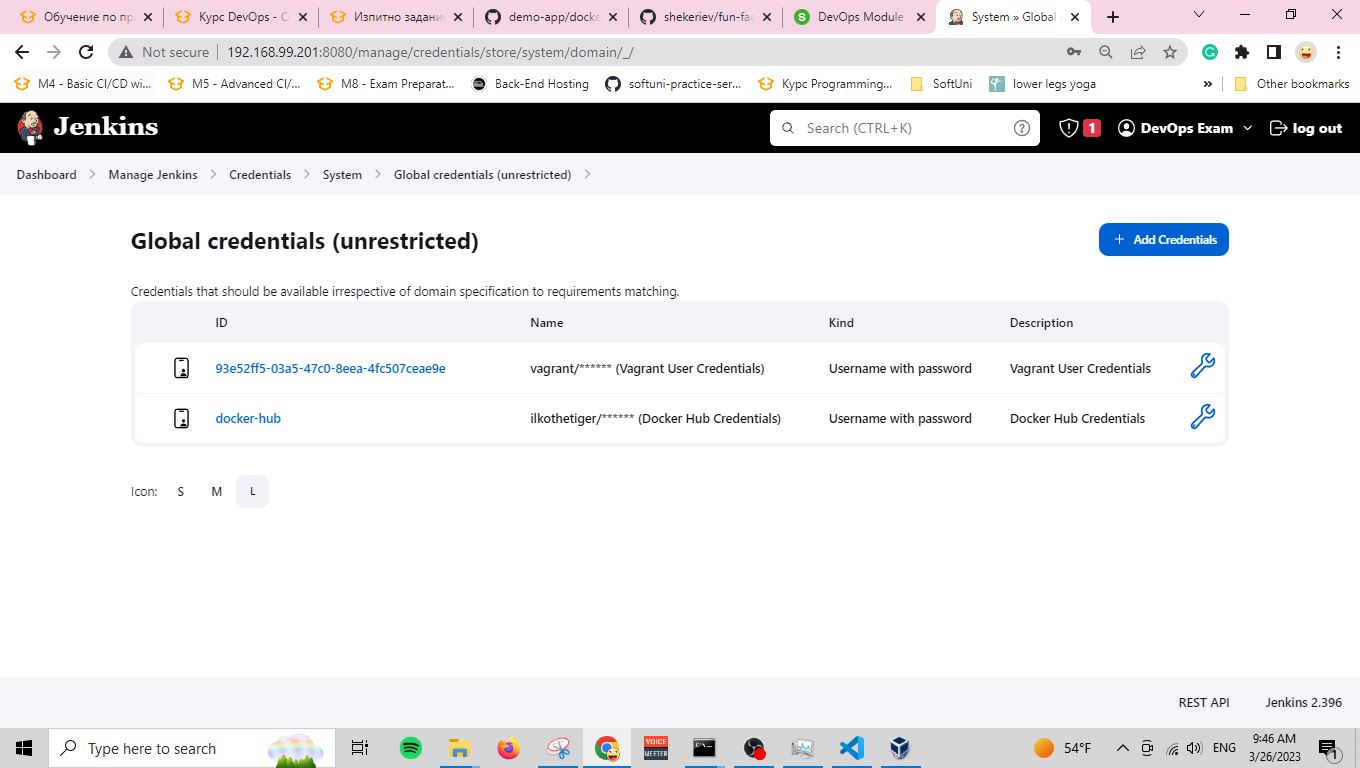 Обучение по пр
Курс DevOps - С
Изпитно задани
demo-app/docke
shekeriev/fun-fac
DevOps Module
System » Global
Not secure 192.168.99.201:8080/manage/credentials/store/system/domain/_/
M4 - Basic CI/CD wi...
M5 - Advanced CI/...
M8 - Exam Preparat...
Back-End Hosting
softuni-practice-ser...
Курс Programming...
SoftUni
lower legs yoga
»
Other bookmarks
Jenkins
Search (CTRL+K)
1
DevOps Exam
log out
Dashboard
Manage Jenkins
Credentials
System
Global credentials (unrestricted)
Global credentials (unrestricted)
+ Add Credentials
Credentials that should be available irrespective of domain specification to requirements matching.
ID Name Kind Description
93e52ff5-03a5-47c0-8eea-4fc507ceae9e vagrant/****** (Vagrant User Credentials) Username with password Vagrant User Credentials
docker-hub ilkothetiger/****** (Docker Hub Credentials) Username with password Docker Hub Credentials
Icon: S M L
REST API Jenkins 2.396
Type here to search
VOICE
MEETER
54°F
ENG
9:46 AM
3/26/2023
1